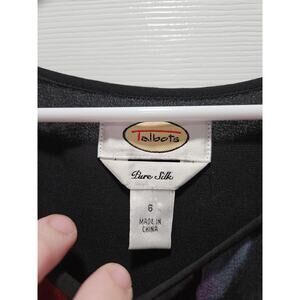 Talbots
Pure Silk
6
MADE IN
CHINA